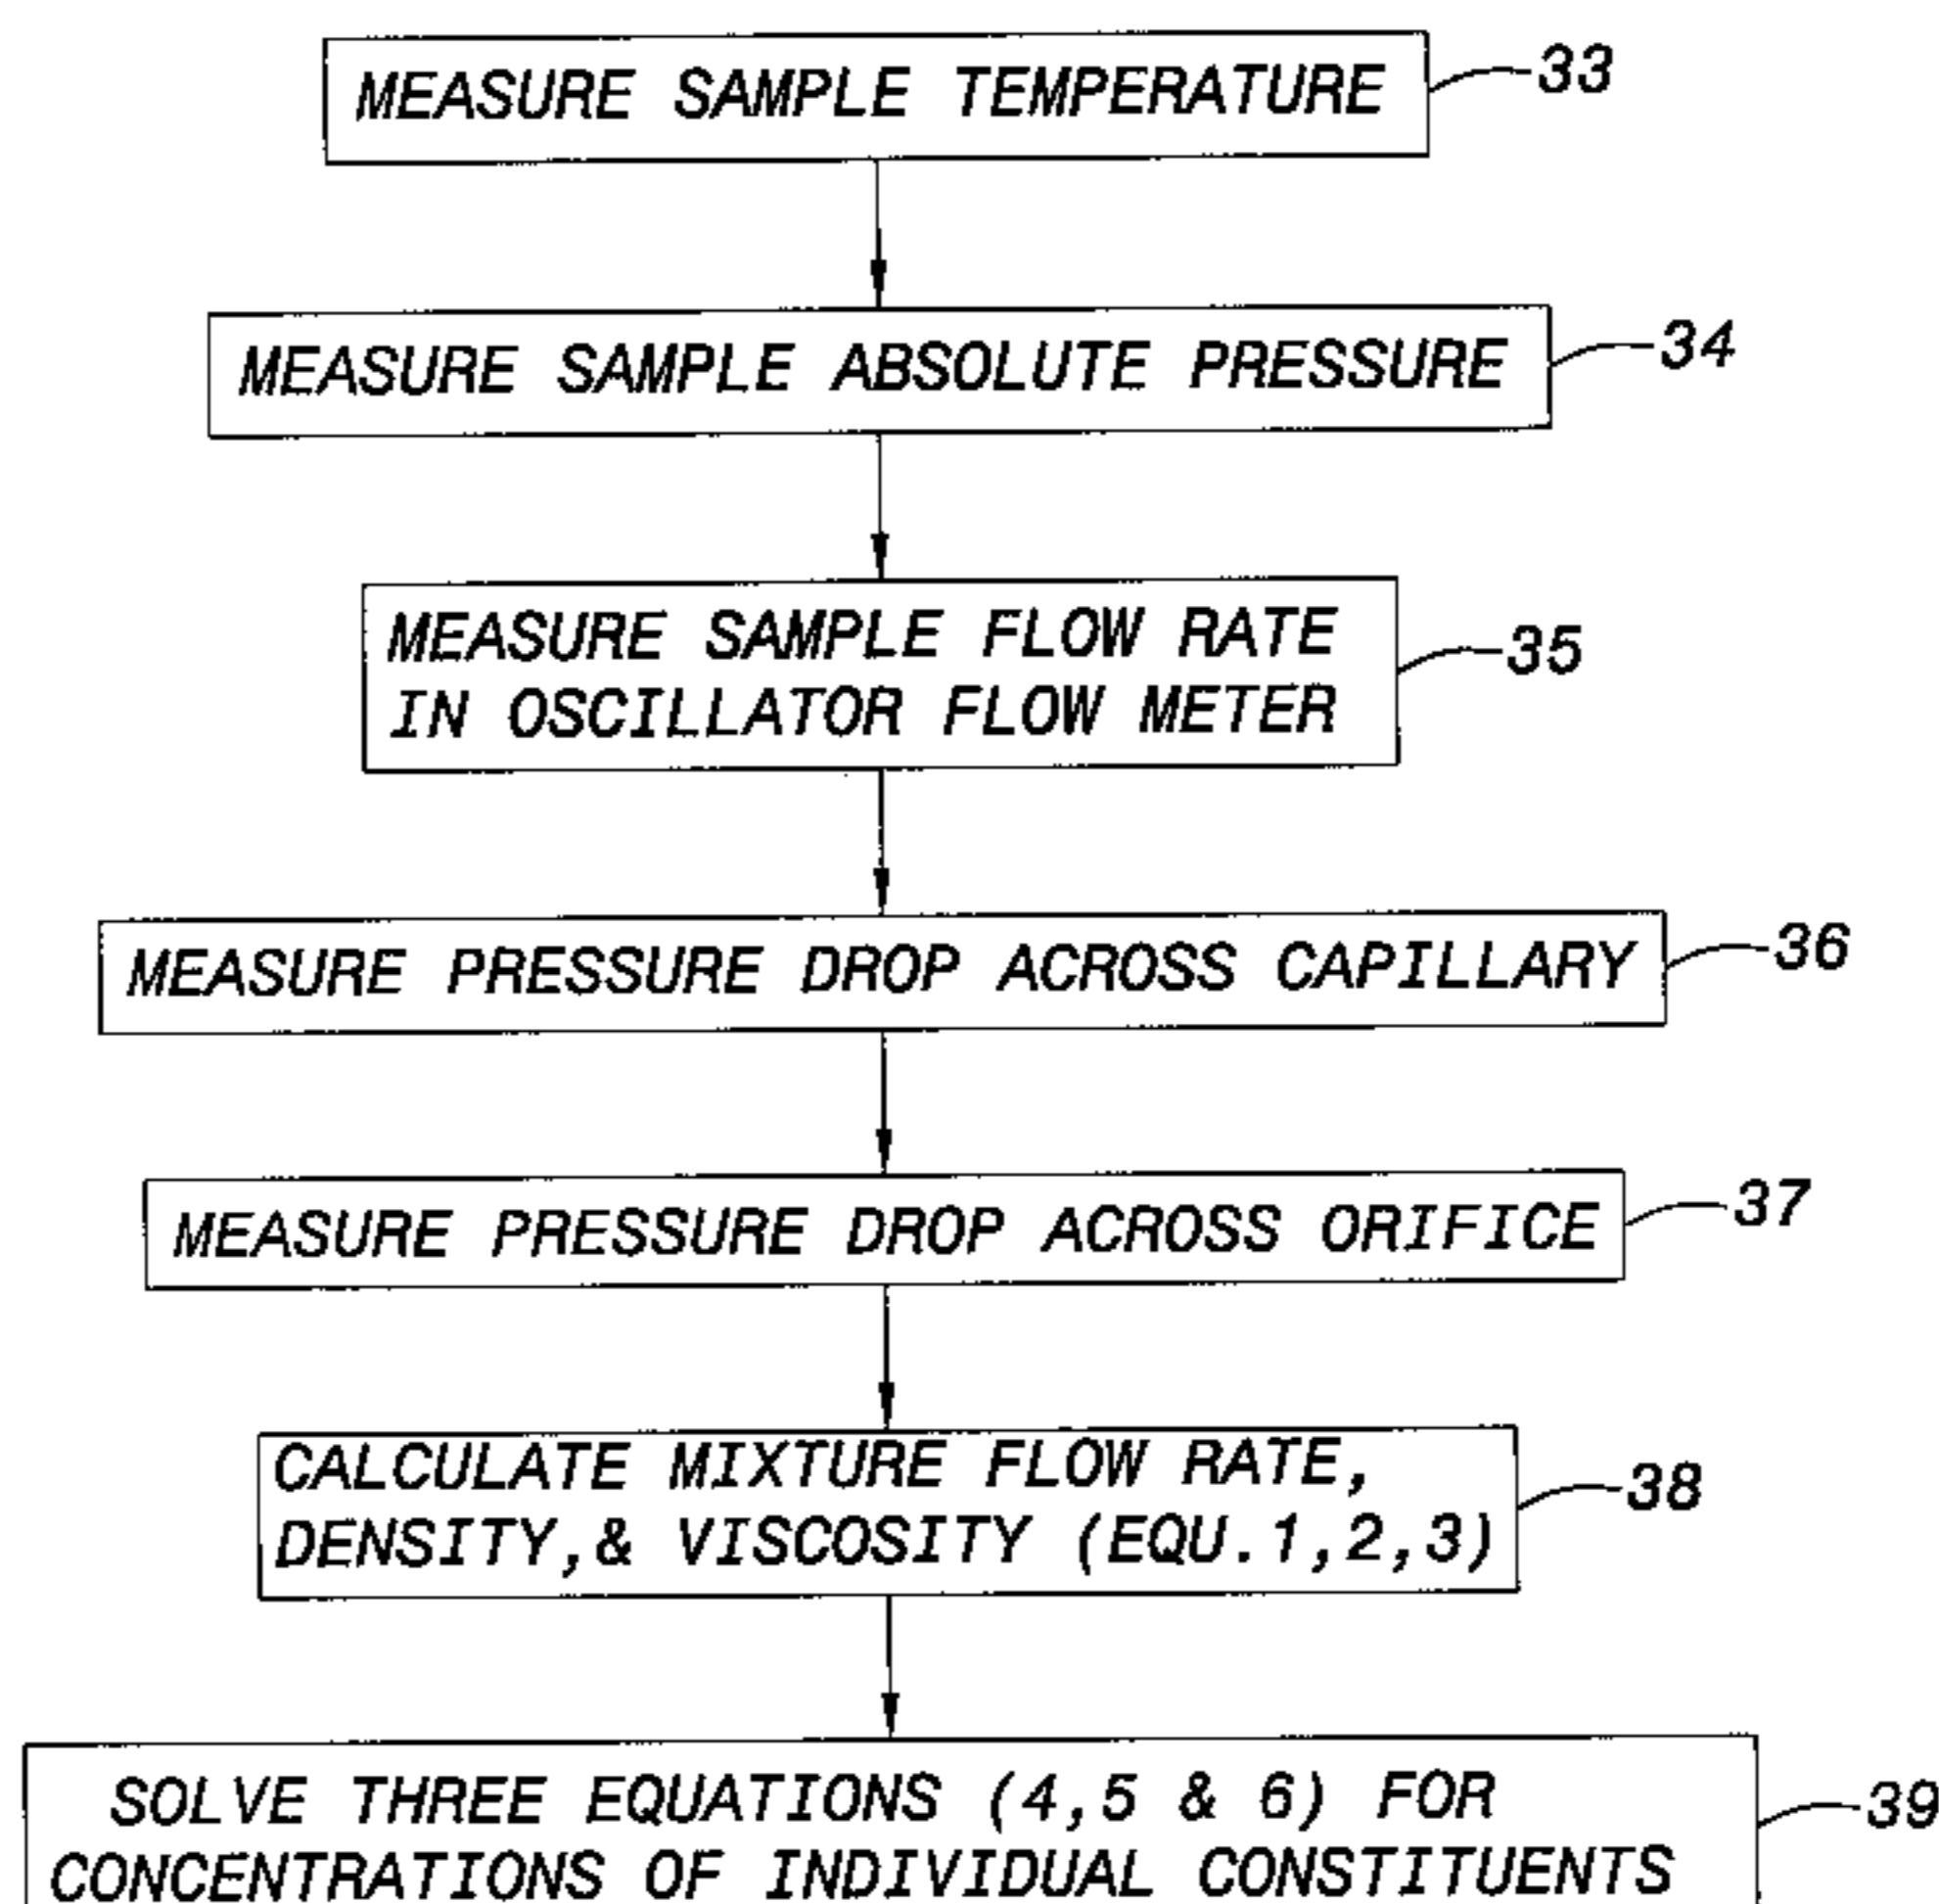 MEASURE SAMPLE TEMPERATURE
33
MEASURE SAMPLE ABSOLUTE PRESSURE
34
MEASURE SAMPLE FLOW RATE
IN OSCILLATOR FLOW METER
35
MEASURE PRESSURE DROP ACROSS CAPILLARY
36
MEASURE PRESSURE DROP ACROSS ORIFICE
37
CALCULATE MIXTURE FLOW RATE,
DENSITY,& VISCOSITY (EQU.1,2,3)
38
SOLVE THREE EQUATIONS (4,5 & 6) FOR
CONCENTRATIONS OF INDIVIDUAL CONSTITUENTS
39